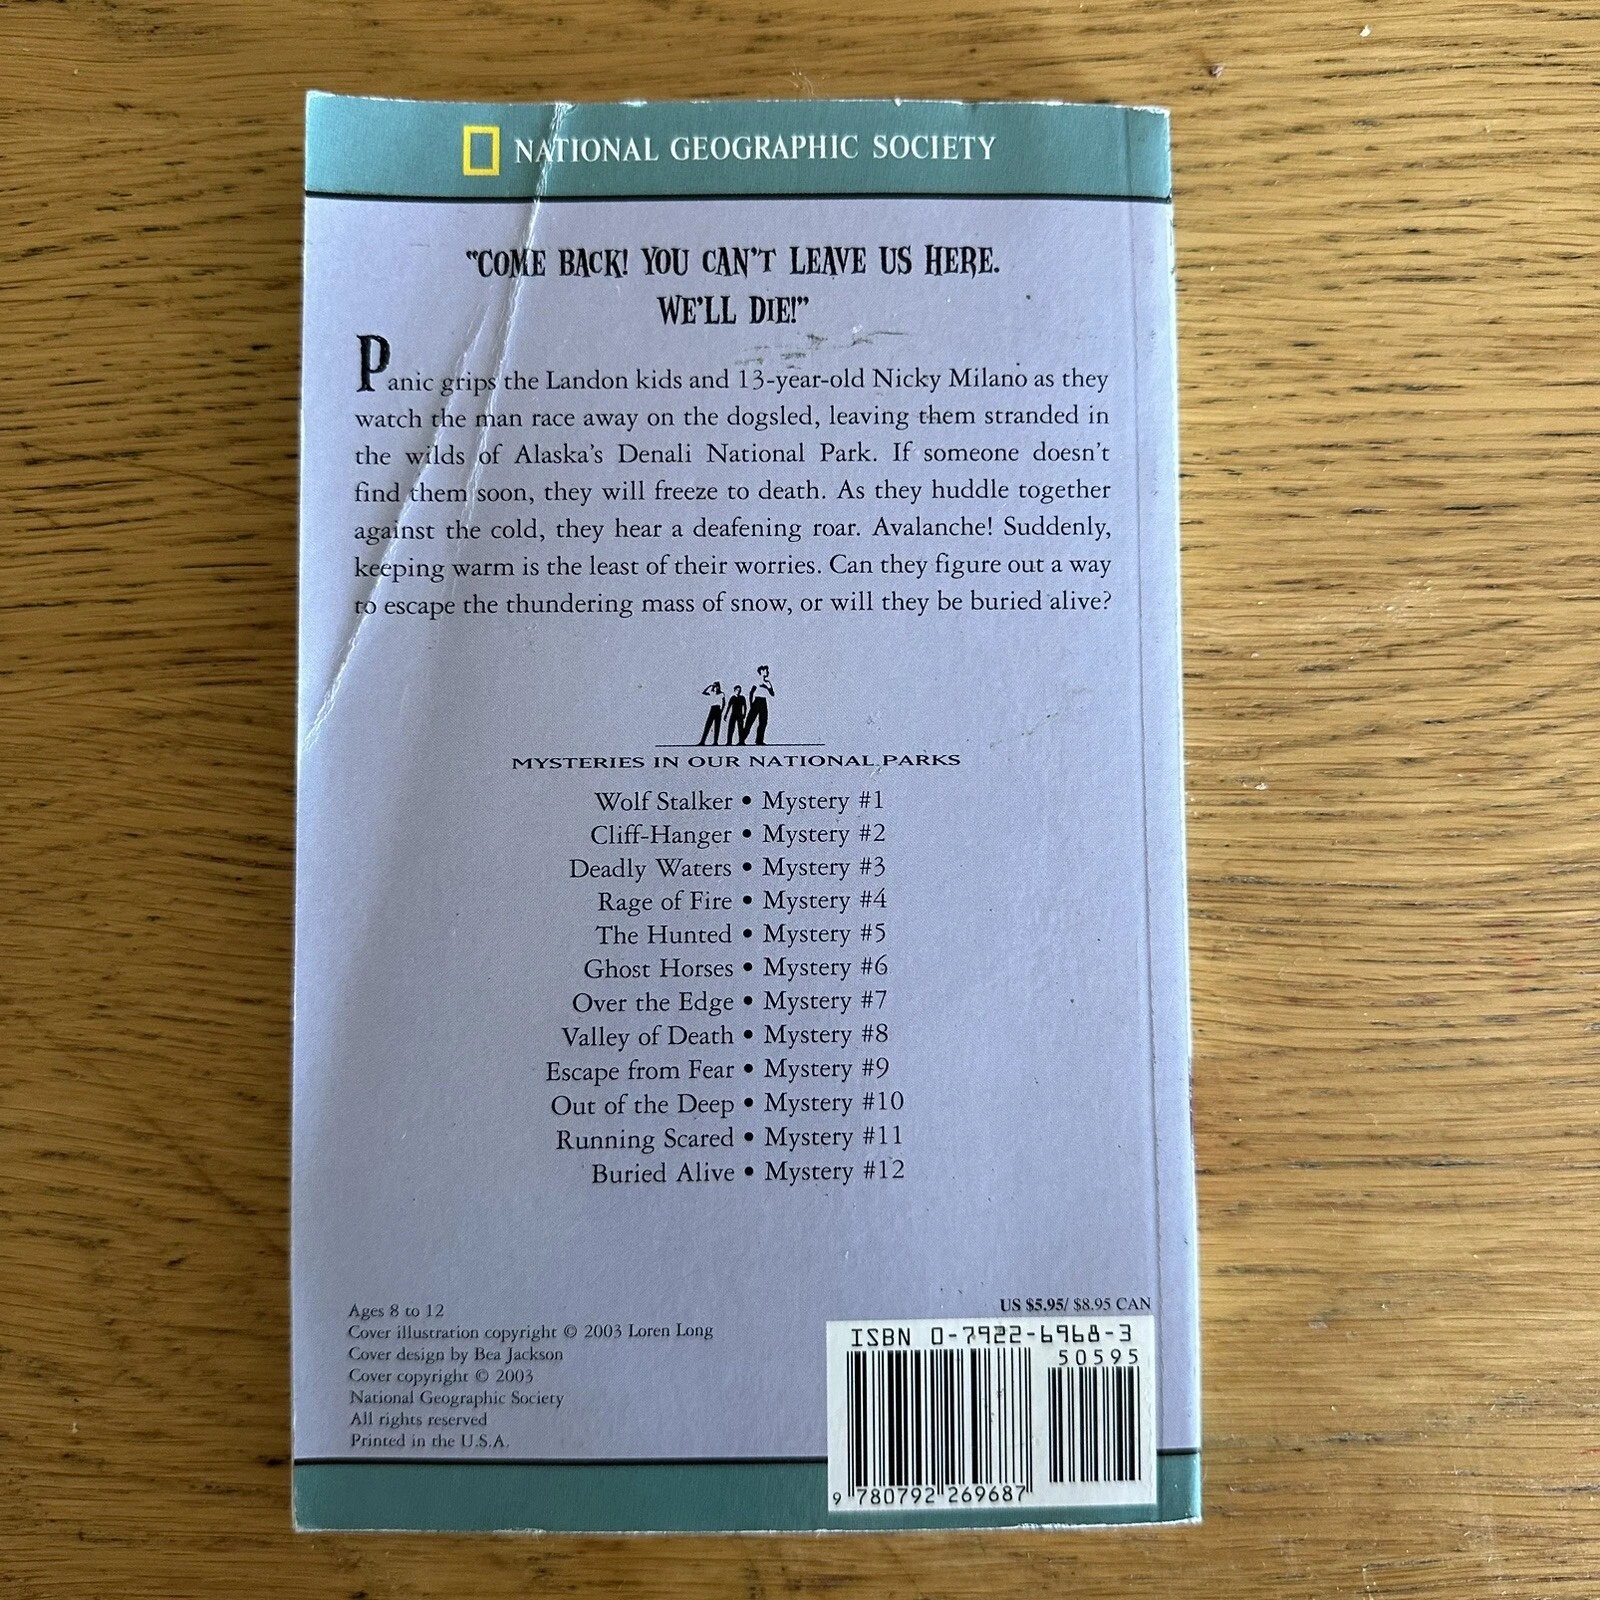 NATIONAL GEOGRAPHIC SOCIETY
"COME BACK! YOU CAN'T LEAVE US HERE.
WE'LL DIE!"
Panic grips the Landon kids and 13-year-old Nicky Milano as they
watch the man race away on the dogsled, leaving them stranded in
the wilds of Alaska's Denali National Park. If someone doesn't
find them soon, they will freeze to death. As they huddle together
against the cold, they hear a deafening roar. Avalanche! Suddenly,
keeping warm is the least of their worries. Can they figure out a way
to escape the thundering mass of snow, or will they be buried alive?
MYSTERIES IN OUR NATIONAL PARKS
Wolf Stalker • Mystery #1
Cliff-Hanger • Mystery #2
Deadly Waters • Mystery #3
Rage of Fire • Mystery #4
The Hunted • Mystery #5
Ghost Horses • Mystery #6
Over the Edge • Mystery #7
Valley of Death • Mystery #8
Escape from Fear • Mystery #9
Out of the Deep • Mystery #10
Running Scared • Mystery #11
Buried Alive • Mystery #12
Ages 8 to 12
Cover illustration copyright © 2003 Loren Long
Cover design by Bea Jackson
Cover copyright © 2003
National Geographic Society
All rights reserved
Printed in the U.S.A.
US $5.95/ $8.95 CAN
ISBN 0-7922-6968-3
50595
9 780792 269687